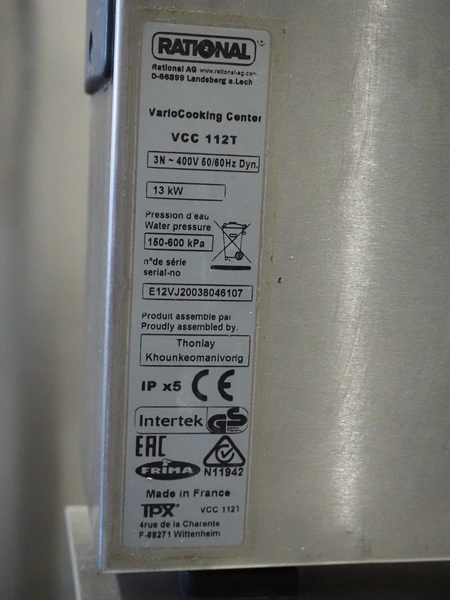 RATIONAL
Rational AG www.rational-ag.com
D-86899 Landsberg a.Lech
VarioCooking Center
VCC 112T
3N ~ 400V 50/60Hz Dyn.
13 kW
Pression d'eau
Water pressure
150-600 kPa
n°de série
serial-no
E12VJ20038046107
Produit assemblé par
Proudly assembled by.
Thonlay
Khounkeomanivong
IP x5 CE
Intertek GS
EAC
FRIMA N11942
Made in France
TPX VCC 112T
4rue de la Charente
F-68271 Wittenheim